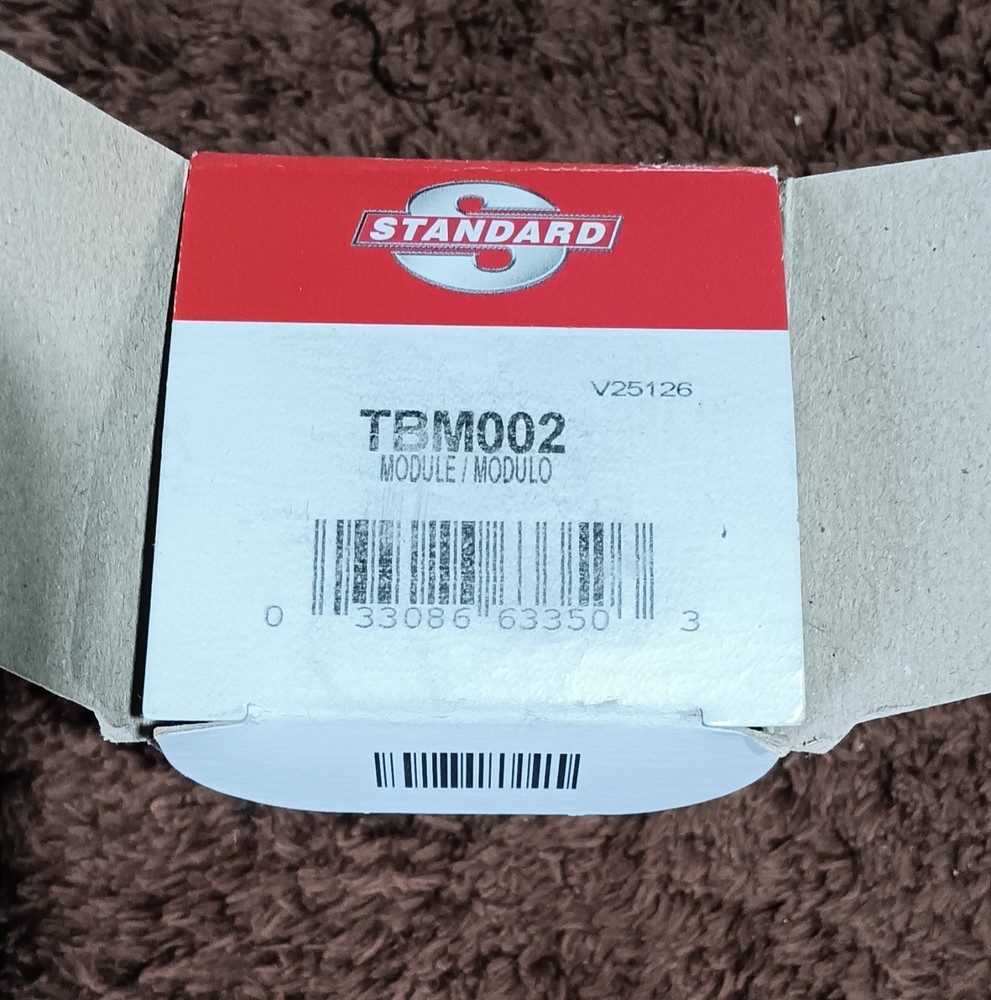 STANDARD
V25126
TBM002
MODULE / MODULO
0 33086 63350 3